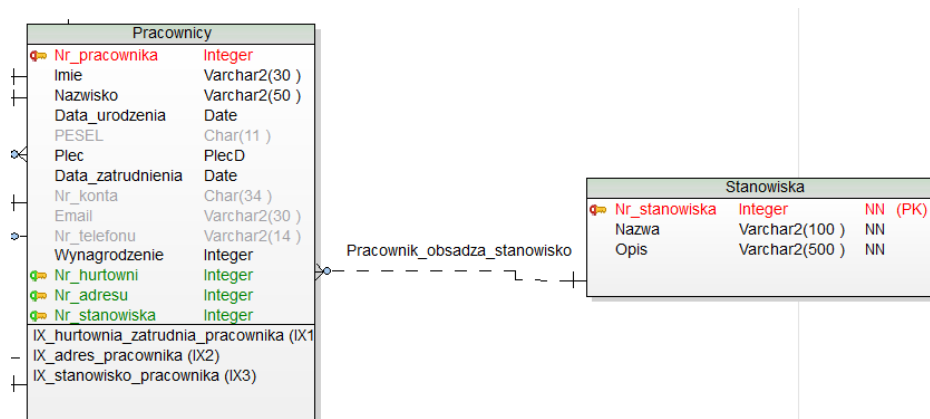 Pracownicy
Nr_pracownika Integer
Imie Varchar2(30 )
Nazwisko Varchar2(50 )
Data_urodzenia Date
PESEL Char(11 )
Plec PlecD
Data_zatrudnienia Date
Nr_konta Char(34 )
Email Varchar2(30 )
Nr_telefonu Varchar2(14 )
Wynagrodzenie Integer
Nr_hurtowni Integer
Nr_adresu Integer
Nr_stanowiska Integer
IX_hurtownia_zatrudnia_pracownika (IX1
IX_adres_pracownika (IX2)
IX_stanowisko_pracownika (IX3)
Pracownik_obsadza_stanowisko
Stanowiska
Nr_stanowiska Integer NN (PK)
Nazwa Varchar2(100 ) NN
Opis Varchar2(500 ) NN